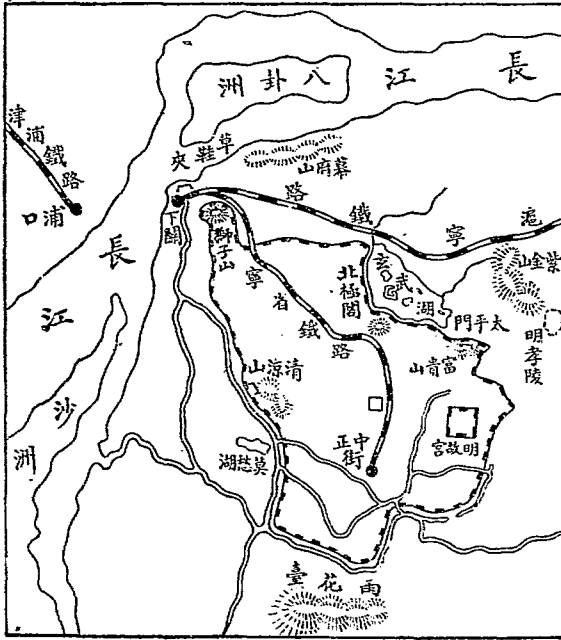 長江
八卦洲
草鞋夾
幕府山
津浦鐵路
浦口
下關
獅子山
滬寧鐵路
長江
寧省鐵路
北極閣
玄武湖
紫金山
太平門
明孝陵
富貴山
清涼山
明故宮
中正街
莫愁湖
沙洲
雨花臺